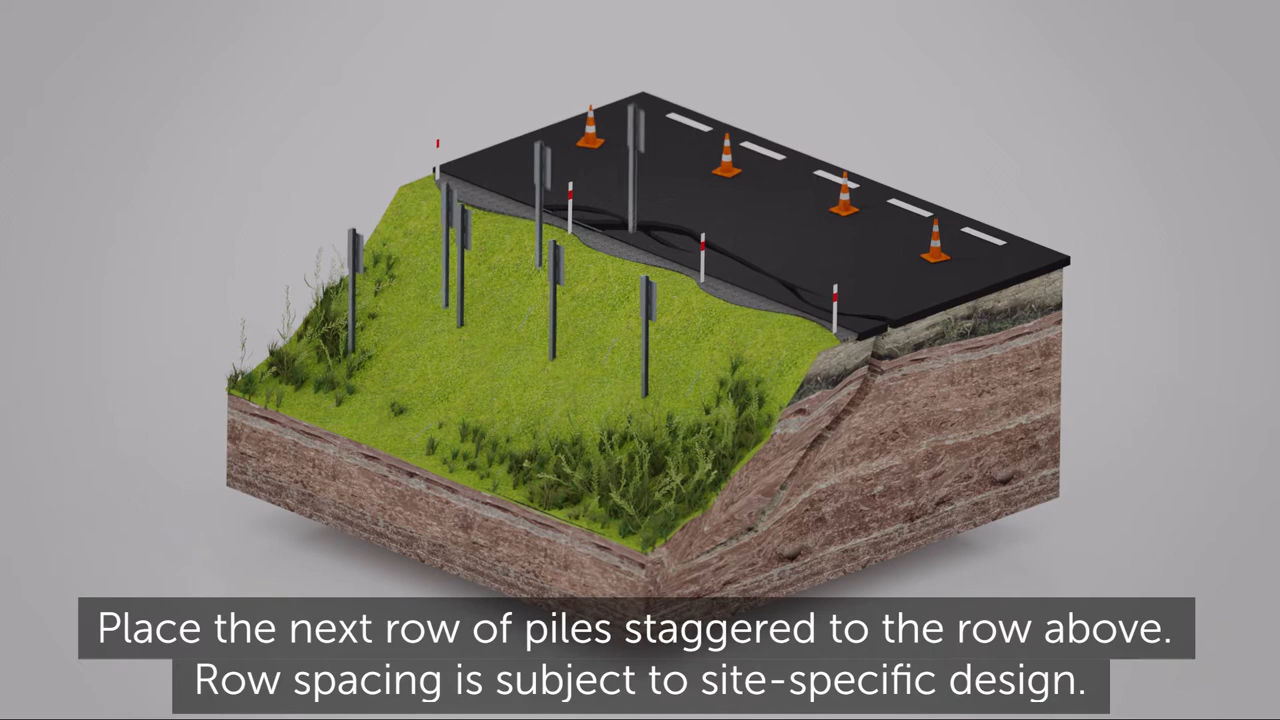 Place the next row of piles staggered to the row above.
Row spacing is subject to site-specific design.